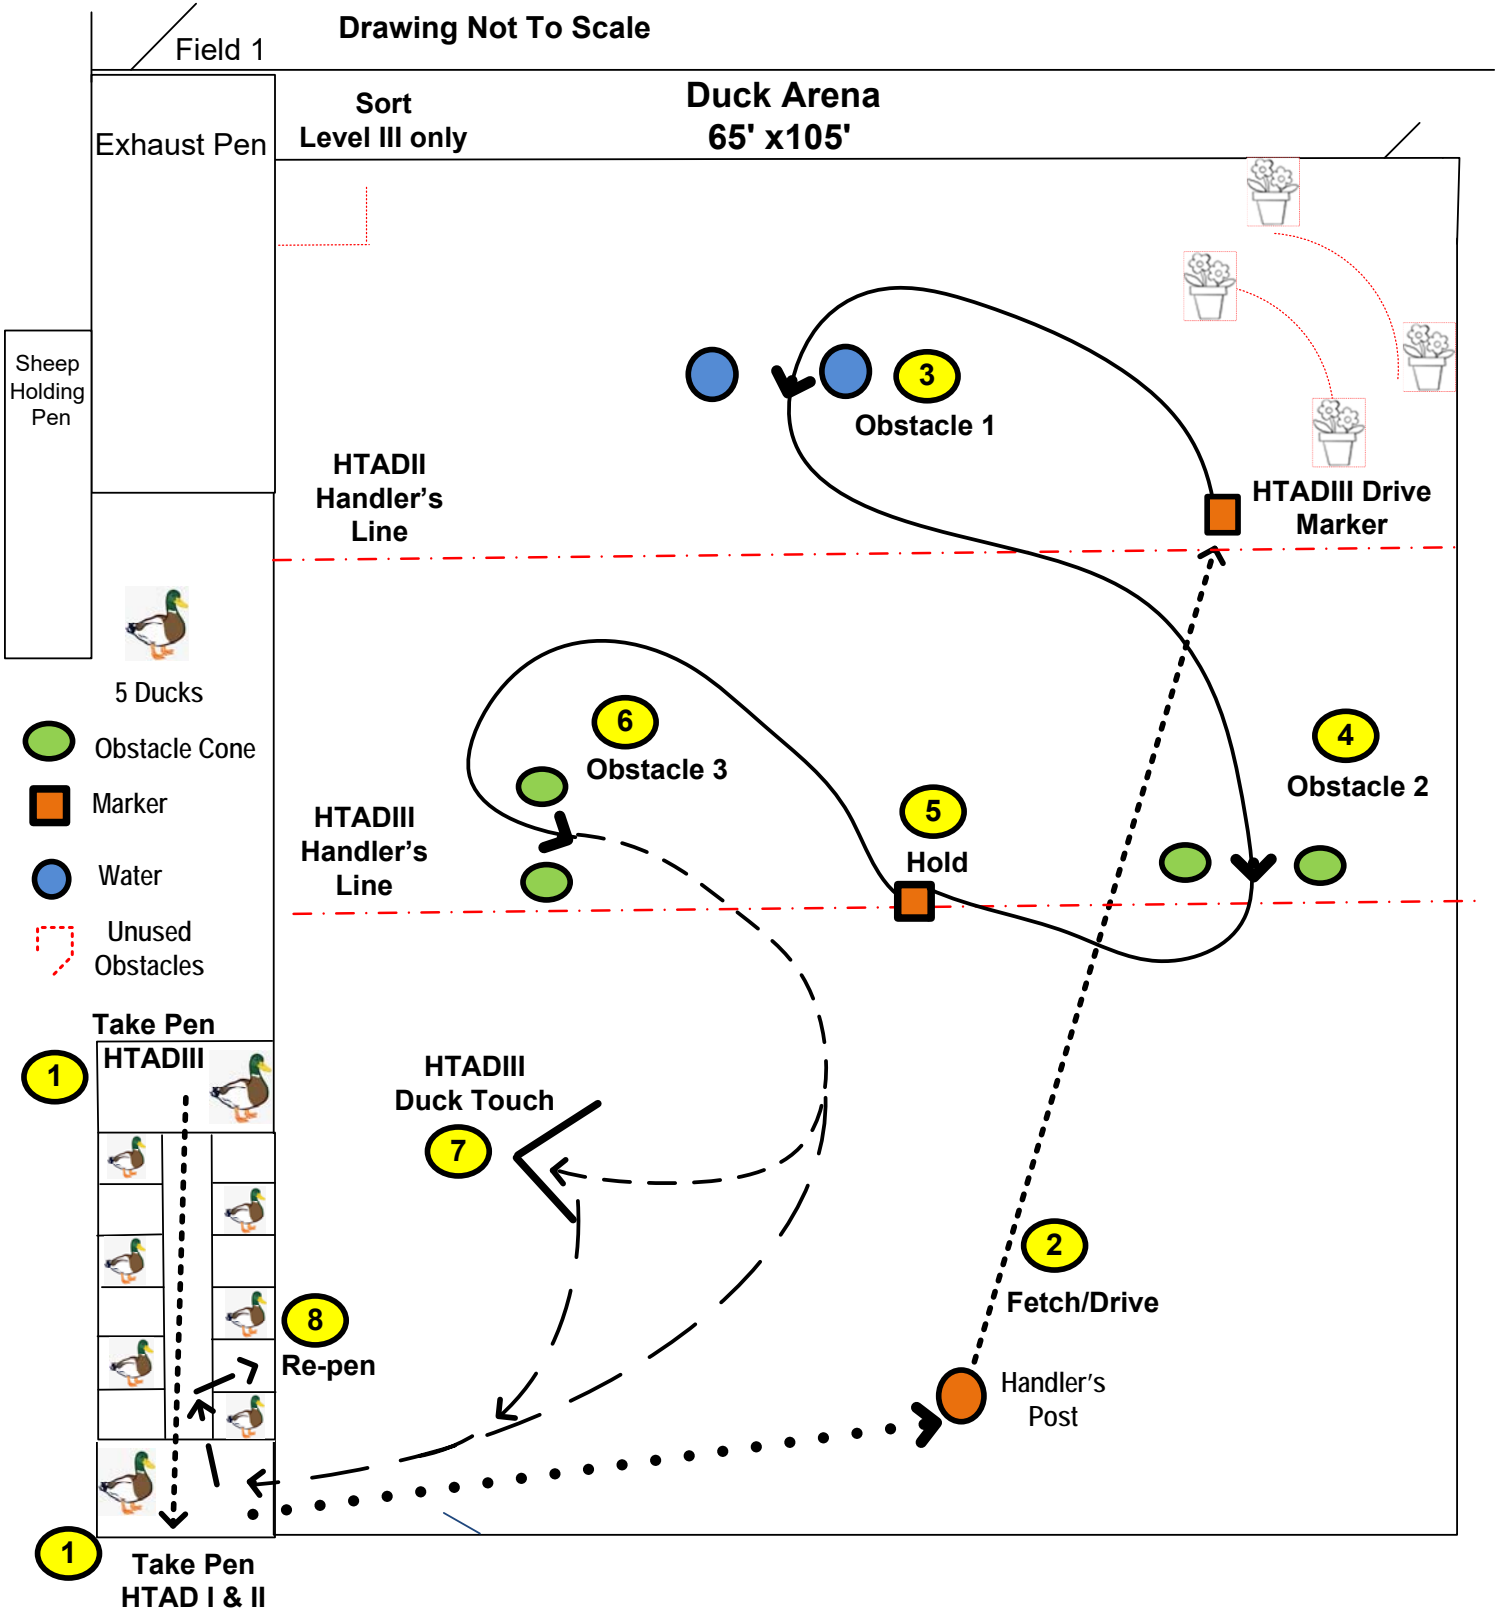 Drawing Not To Scale
Field 1
Duck Arena
65' x105'
Sort
Level III only
Exhaust Pen
Sheep
Holding
Pen
3
Obstacle 1
HTADII
Handler's
Line
HTADIII Drive
Marker
5 Ducks
Obstacle Cone
Marker
Water
Unused
Obstacles
6
Obstacle 3
4
Obstacle 2
5
Hold
HTADIII
Handler's
Line
Take Pen
HTADIII
1
HTADIII
Duck Touch
7
2
Fetch/Drive
8
Re-pen
Handler's
Post
1
Take Pen
HTAD I & II